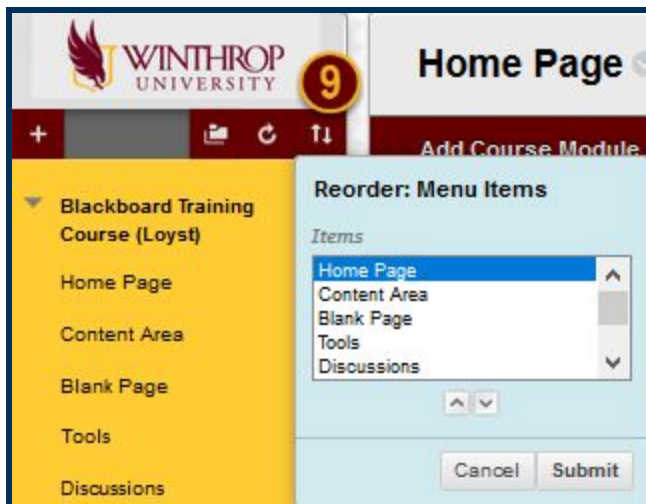 WINTHROP
UNIVERSITY
9
Home Page
+
Add Course Module
Blackboard Training
Course (Loyst)
Home Page
Content Area
Blank Page
Tools
Discussions
Reorder: Menu Items
Items
Home Page
Content Area
Blank Page
Tools
Discussions
Cancel
Submit